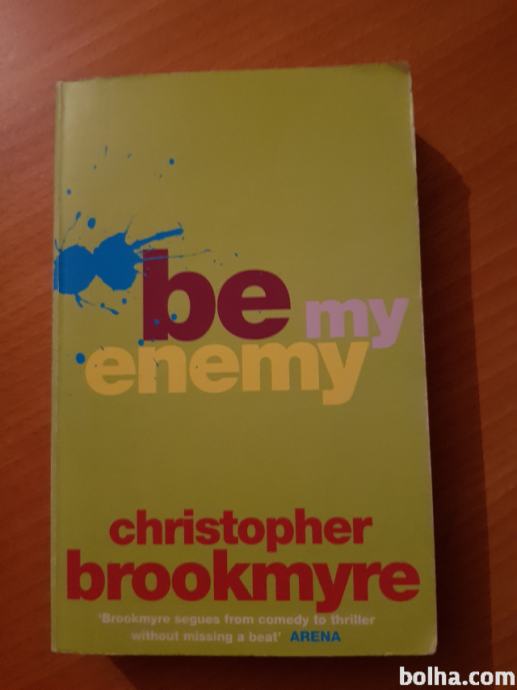 be my
enemy
christopher
brookmyre
'Brookmyre segues from comedy to thriller
without missing a beat' ARENA
bolha.com